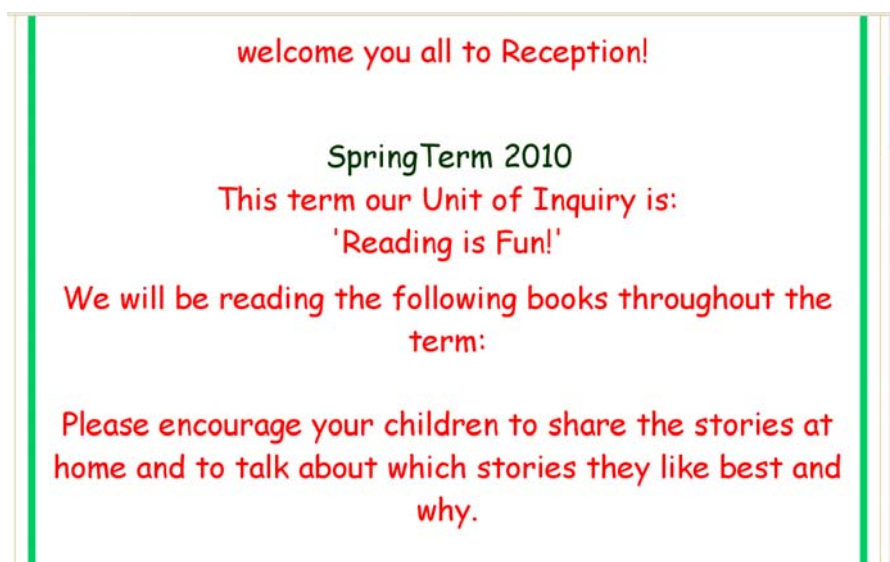 welcome you all to Reception!
SpringTerm 2010
This term our Unit of Inquiry is:
'Reading is Fun!'
We will be reading the following books throughout the
term:
Please encourage your children to share the stories at
home and to talk about which stories they like best and
why.